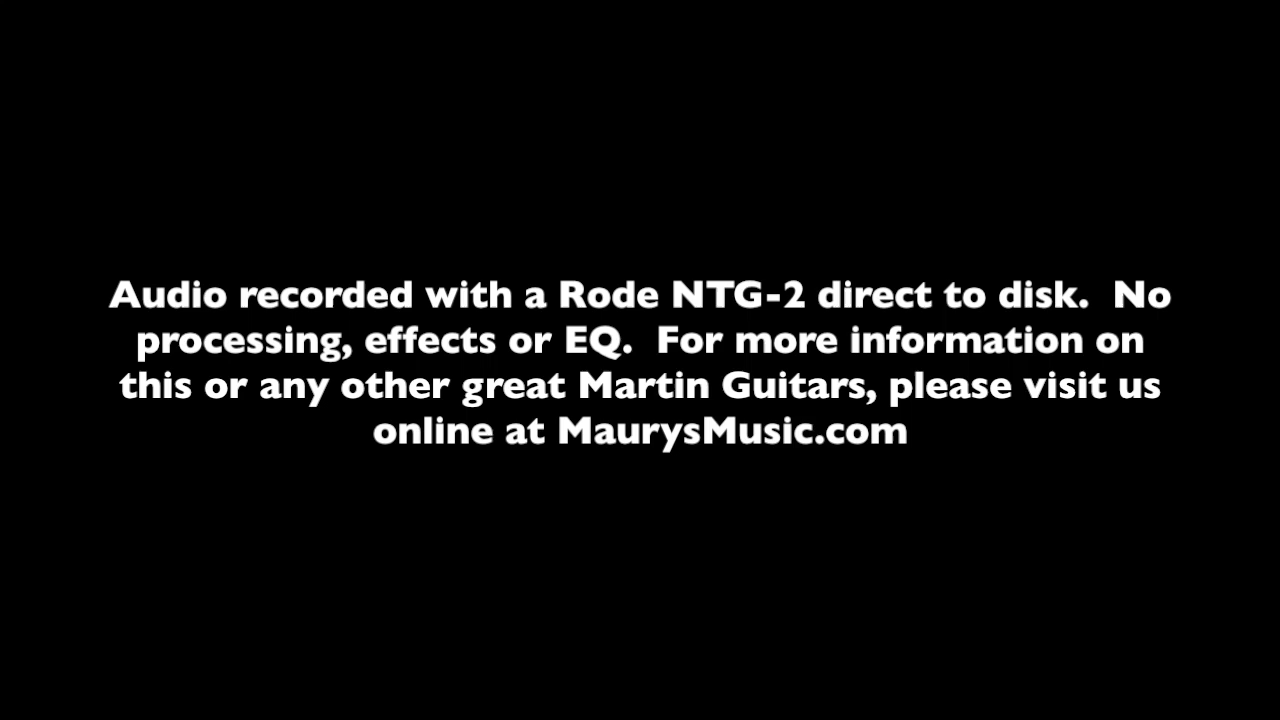 Audio recorded with a Rode NTG-2 direct to disk.  No
processing, effects or EQ.  For more information on
this or any other great Martin Guitars, please visit us
online at MaurysMusic.com